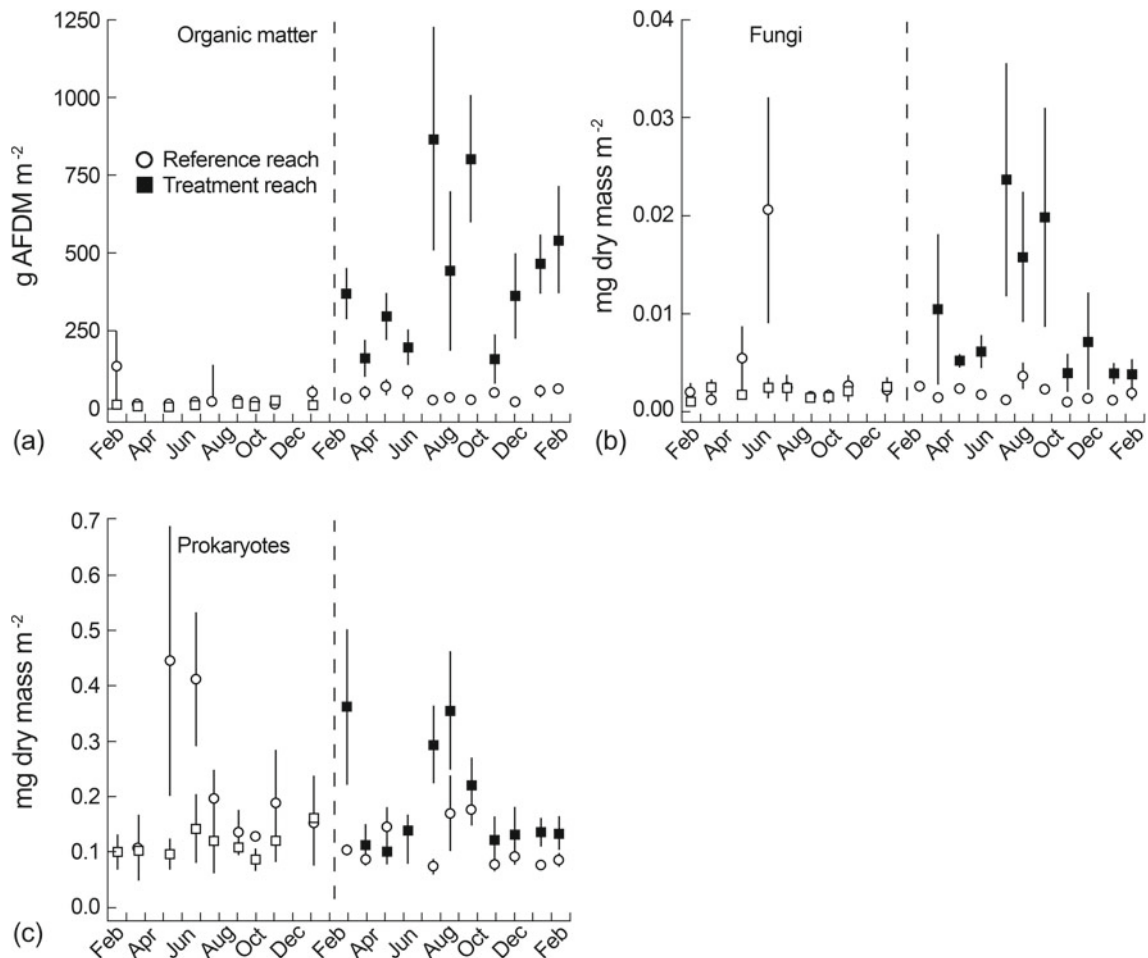 1250
1000
750
500
250
0
g AFDM m⁻²
Organic matter
Reference reach
Treatment reach
(a)
Feb Apr Jun Aug Oct Dec Feb Apr Jun Aug Oct Dec Feb
0.04
0.03
0.02
0.01
0.00
mg dry mass m⁻²
Fungi
(b)
Feb Apr Jun Aug Oct Dec Feb Apr Jun Aug Oct Dec Feb
0.7
0.6
0.5
0.4
0.3
0.2
0.1
0.0
mg dry mass m⁻²
Prokaryotes
(c)
Feb Apr Jun Aug Oct Dec Feb Apr Jun Aug Oct Dec Feb